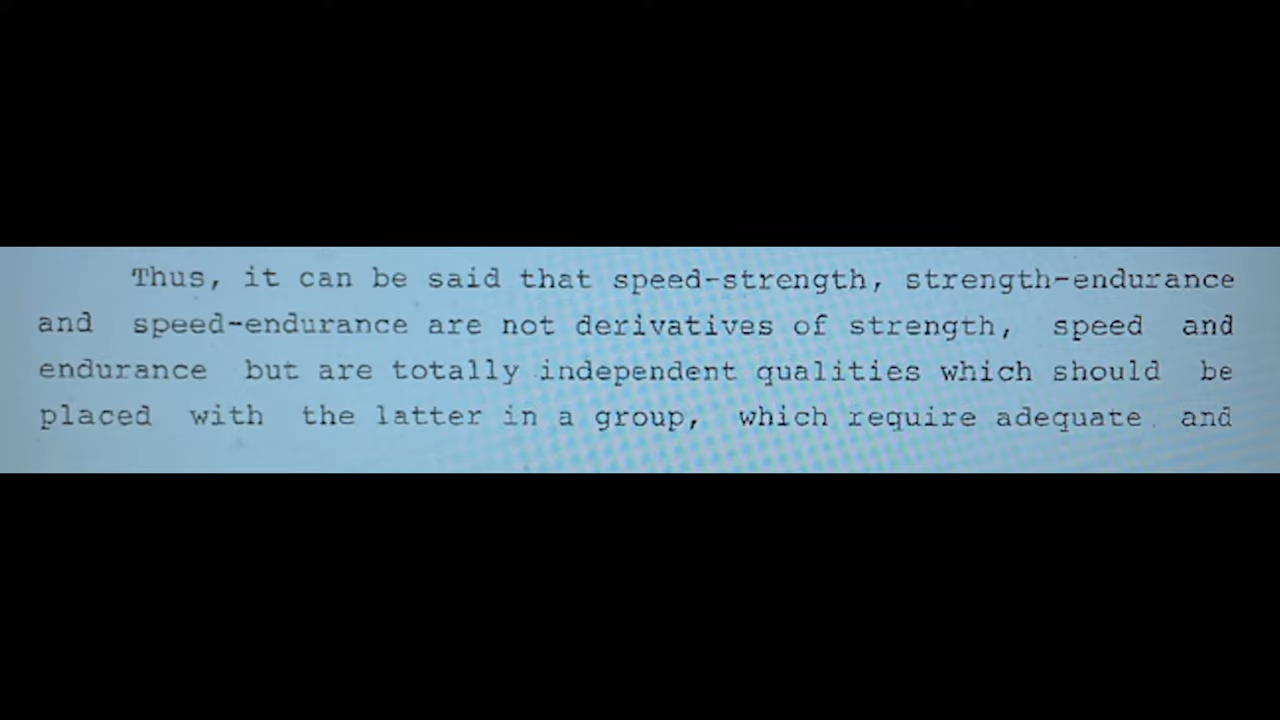 Thus, it can be said that speed-strength, strength-endurance
and speed-endurance are not derivatives of strength, speed and
endurance but are totally independent qualities which should be
placed with the latter in a group, which require adequate and